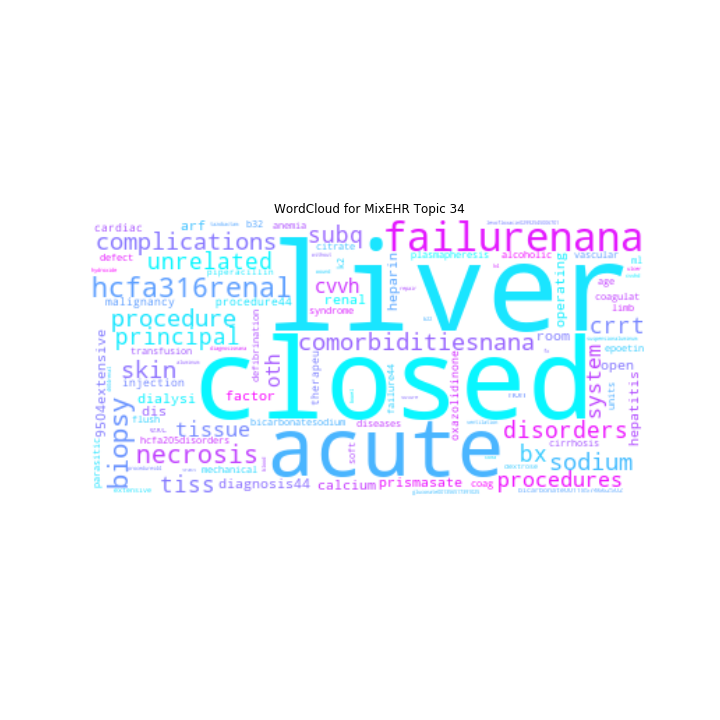 WordCloud for MixEHR Topic 34
cardiac arf b32 anemia
complications subq failurenana
defect unrelated citrate plasmapheresis alcoholic vascular ml
piperacillin k2 heparin operating age
hcfa316renal cvvh renal liver
malignancy procedure44 syndrome coagulat limb
procedure principal crrt
transfusion defibrination comorbiditiesnana room epoetin
9504extensive skin oth therapeu closed system open
injection failure44 oxazolidinone units hepatitis
dialysi factor
dis flush tissue bicarbonatesodium diseases disorders
biopsy hcfa205disorders acute cirrhosis
parasitic necrosis soft bx sodium
mechanical dextrose
extensive tiss diagnosis44 calcium prismasate coag procedures